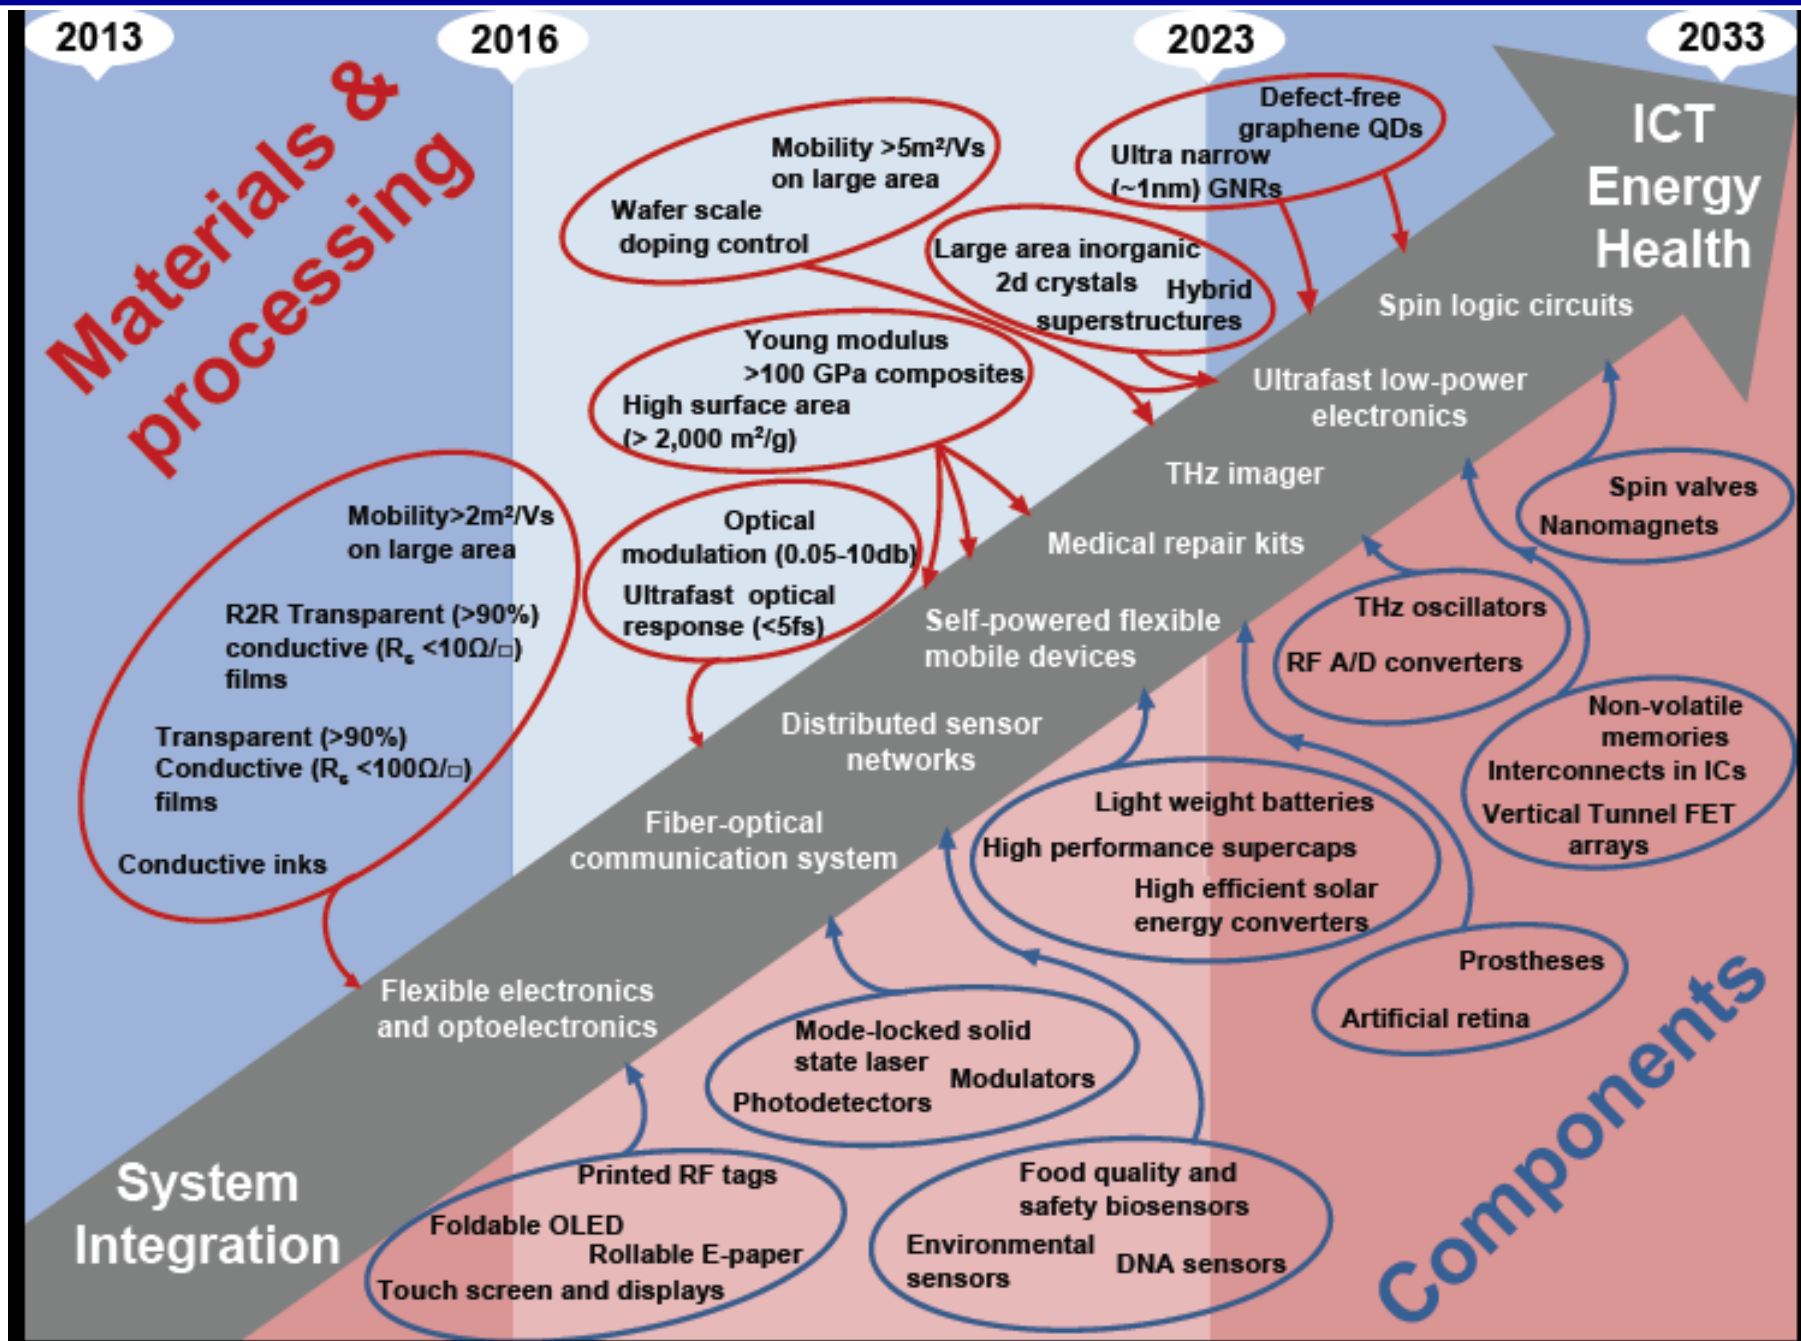 2013
2016
2023
2033
Materials &
processing
ICT
Energy
Health
Defect-free
graphene QDs
Ultra narrow
(~1nm) GNRs
Mobility >5m²/Vs
on large area
Wafer scale
doping control
Large area inorganic
2d crystals
Hybrid
superstructures
Young modulus
>100 GPa composites
High surface area
(> 2,000 m²/g)
Optical
modulation (0.05-10db)
Ultrafast optical
response (<5fs)
Mobility>2m²/Vs
on large area
R2R Transparent (>90%)
conductive (Rs <10Ω/□)
films
Transparent (>90%)
Conductive (Rs <100Ω/□)
films
Conductive inks
Spin logic circuits
Ultrafast low-power
electronics
THz imager
Medical repair kits
Self-powered flexible
mobile devices
Distributed sensor
networks
Fiber-optical
communication system
Flexible electronics
and optoelectronics
System
Integration
Spin valves
Nanomagnets
THz oscillators
RF A/D converters
Non-volatile
memories
Interconnects in ICs
Vertical Tunnel FET
arrays
Light weight batteries
High performance supercaps
High efficient solar
energy converters
Prostheses
Artificial retina
Mode-locked solid
state laser
Modulators
Photodetectors
Food quality and
safety biosensors
Environmental
sensors
DNA sensors
Printed RF tags
Foldable OLED
Rollable E-paper
Touch screen and displays
Components